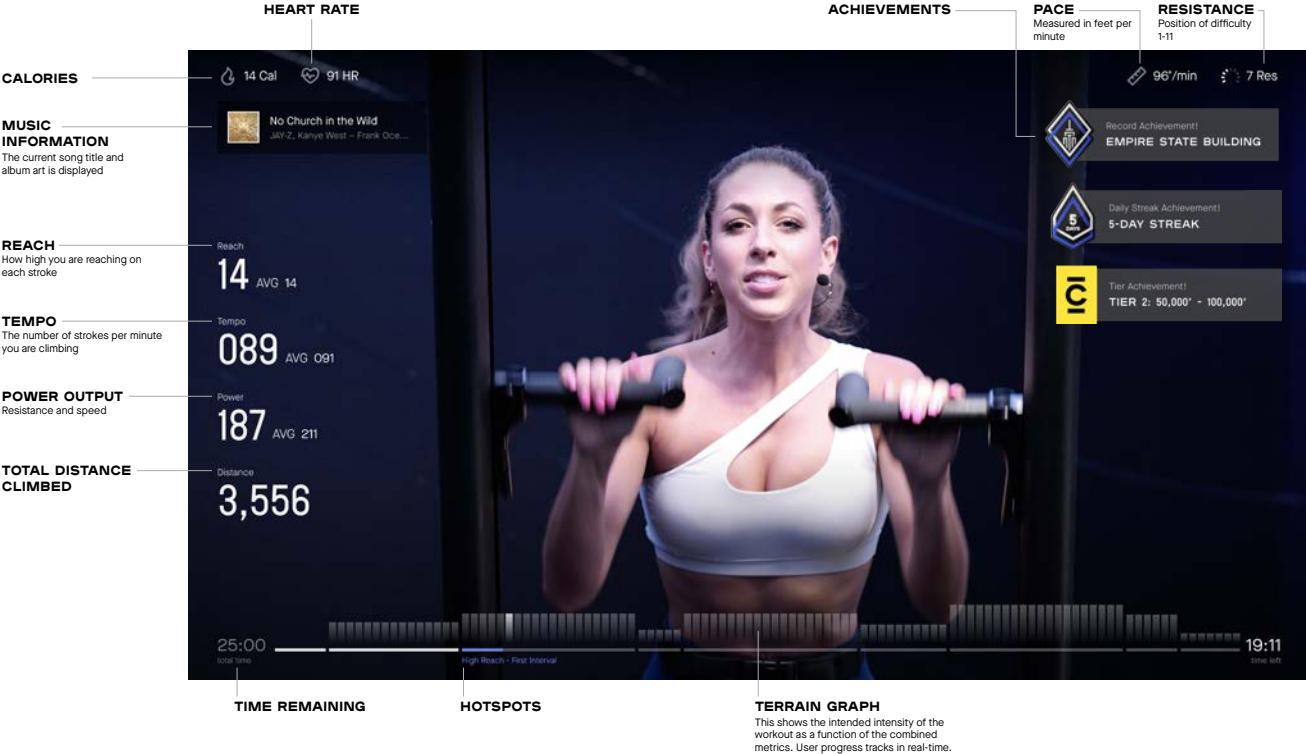 HEART RATE
ACHIEVEMENTS
PACE
Measured in feet per
minute
RESISTANCE
Position of difficulty
1-11
CALORIES
14 Cal
91 HR
96'/min
7 Res
MUSIC
INFORMATION
The current song title and
album art is displayed
No Church in the Wild
JAY-Z, Kanye West – Frank Oce...
Record Achievement!
EMPIRE STATE BUILDING
5
DAYS
Daily Streak Achievement!
5-DAY STREAK
Tier Achievement!
TIER 2: 50,000' - 100,000'
REACH
How high you are reaching on
each stroke
Reach
14 AVG 14
TEMPO
The number of strokes per minute
you are climbing
Tempo
089 AVG 091
POWER OUTPUT
Resistance and speed
Power
187 AVG 211
TOTAL DISTANCE
CLIMBED
Distance
3,556
25:00
total time
High Reach - First Interval
19:11
time left
TIME REMAINING
HOTSPOTS
TERRAIN GRAPH
This shows the intended intensity of the
workout as a function of the combined
metrics. User progress tracks in real-time.